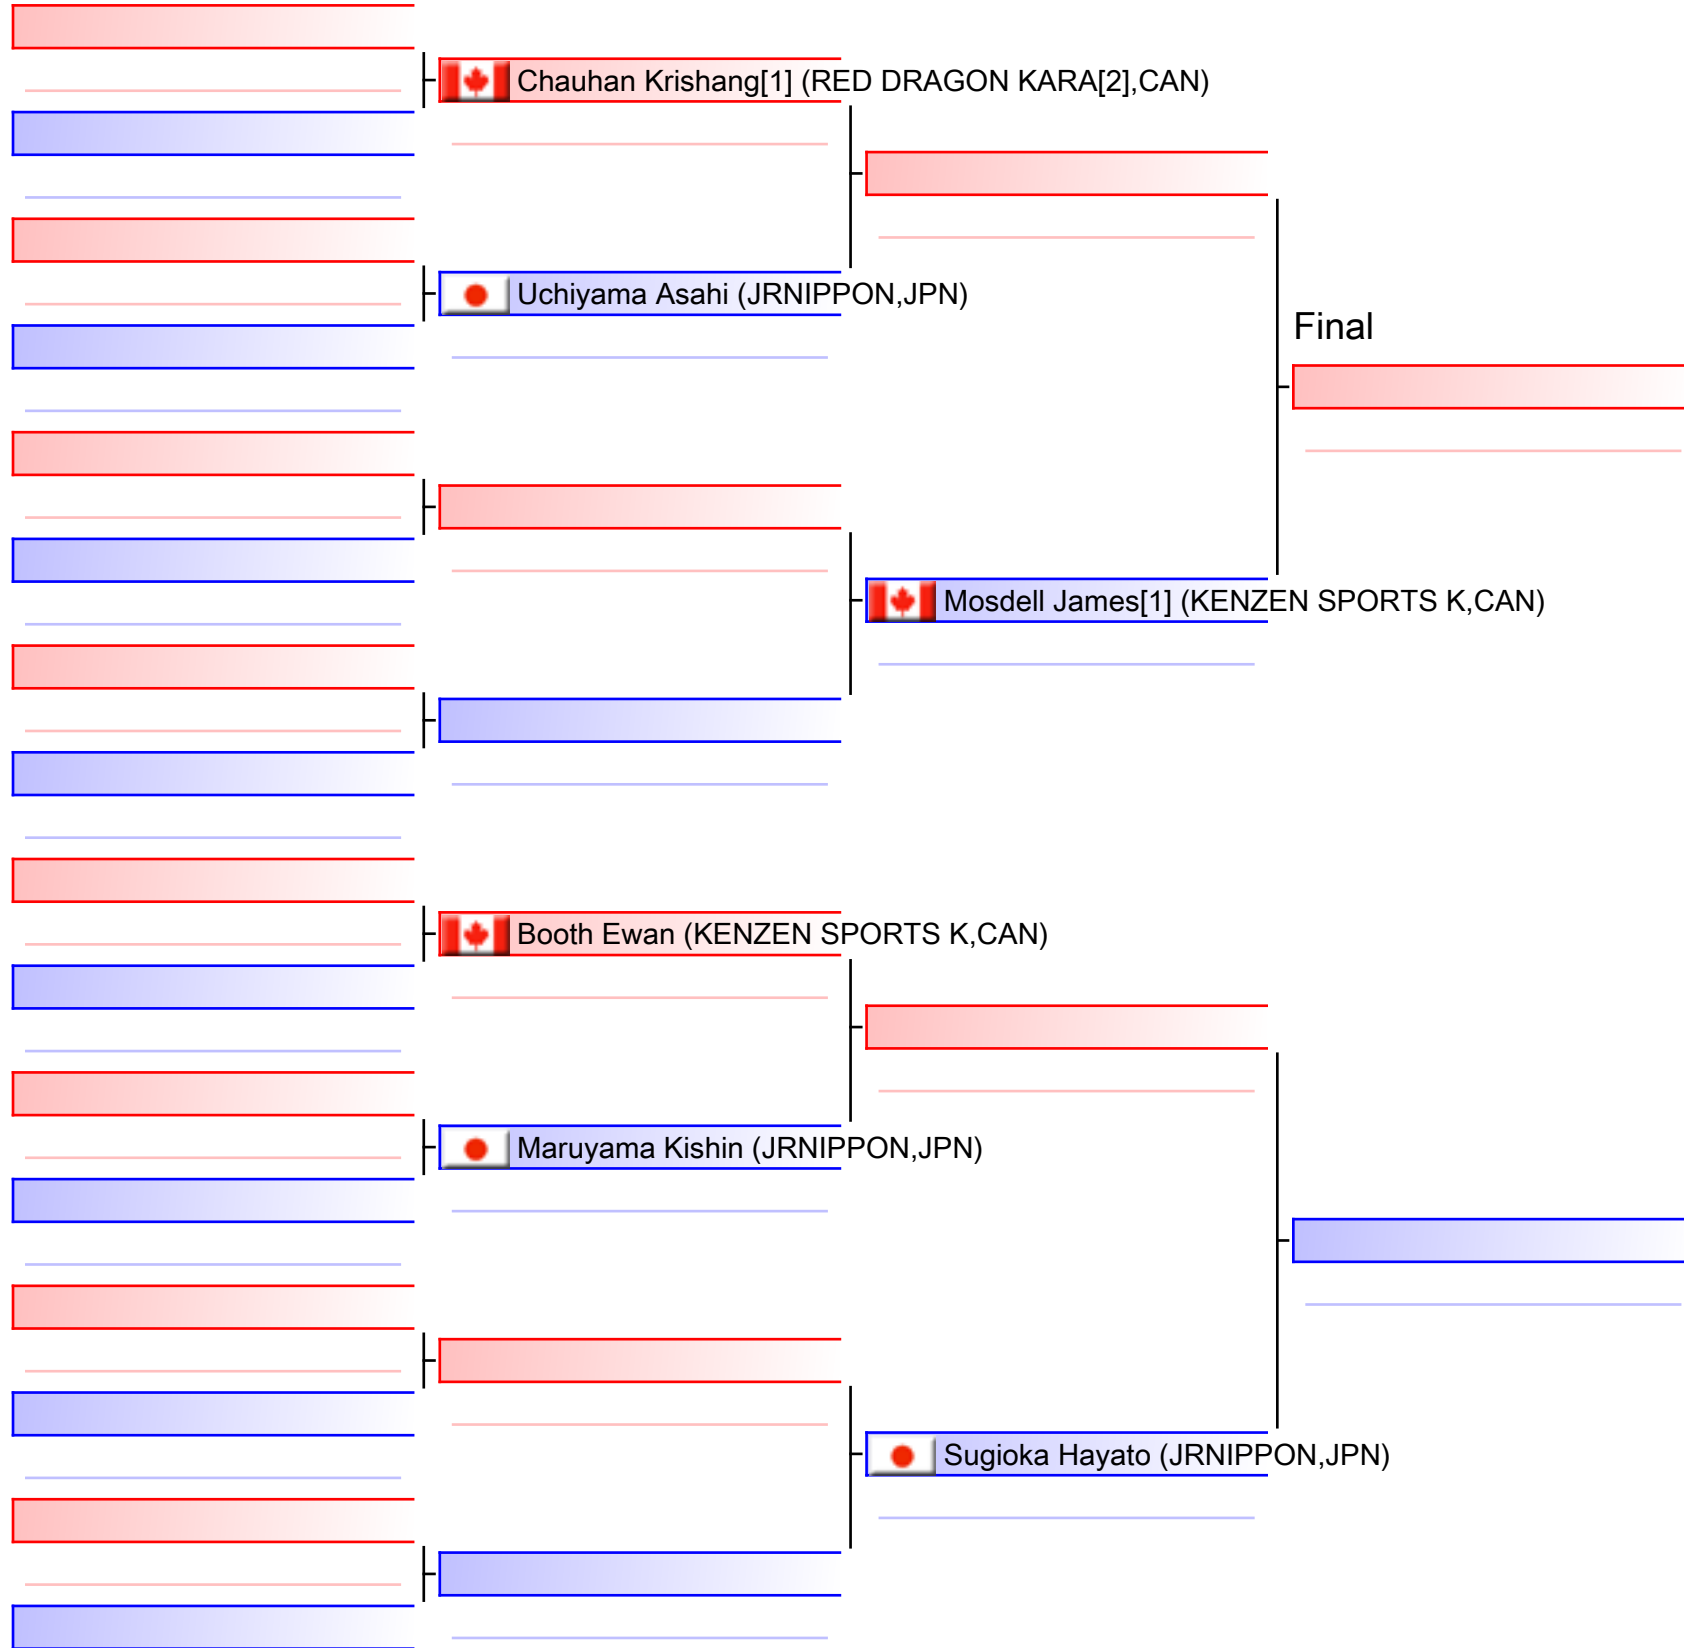 Chauhan Krishang[1] (RED DRAGON KARA[2],CAN)
Uchiyama Asahi (JRNIPPON,JPN)
Final
Mosdell James[1] (KENZEN SPORTS K,CAN)
Booth Ewan (KENZEN SPORTS K,CAN)
Maruyama Kishin (JRNIPPON,JPN)
Sugioka Hayato (JRNIPPON,JPN)